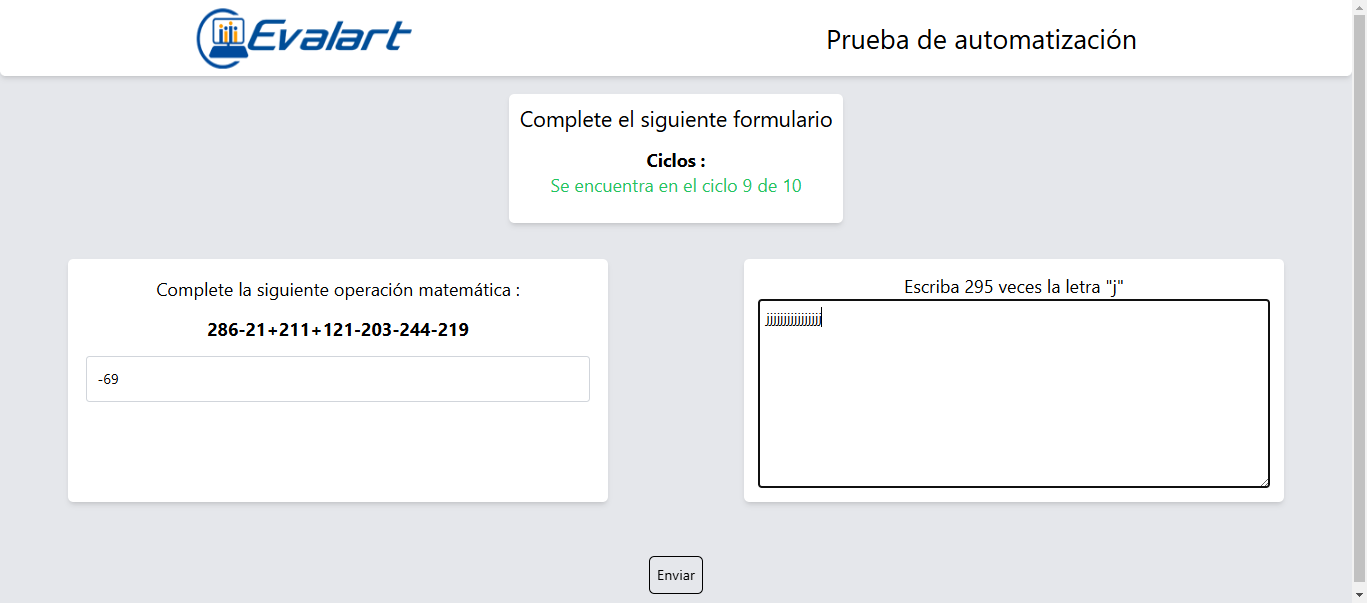 Evalart
Prueba de automatización
Complete el siguiente formulario
Ciclos :
Se encuentra en el ciclo 9 de 10
Complete la siguiente operación matemática :
286-21+211+121-203-244-219
-69
Escriba 295 veces la letra "j"
jjjjjjjjjjjjjjjj
Enviar